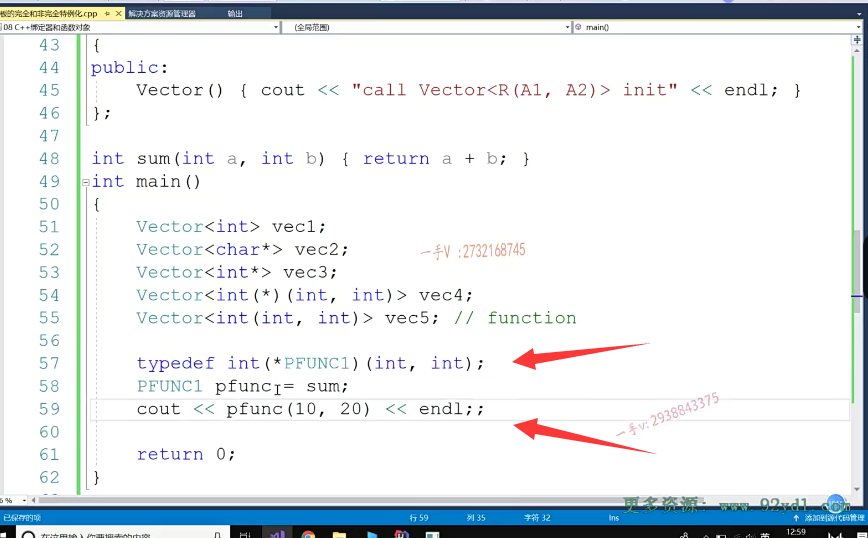 板的完全和非完全特例化.cpp 解决方案资源管理器 输出
08 C++绑定器和函数对象 (全局范围) main()
43 {
44 public:
45 Vector() { cout << "call Vector<R(A1, A2)> init" << endl; }
46 };
47
48 int sum(int a, int b) { return a + b; }
49 int main()
50 {
51 Vector<int> vec1;
52 Vector<char*> vec2;
一手V :2732168745
53 Vector<int*> vec3;
54 Vector<int(*)(int, int)> vec4;
55 Vector<int(int, int)> vec5; // function
56
57 typedef int(*PFUNC1)(int, int);
58 PFUNC1 pfunc = sum;
59 cout << pfunc(10, 20) << endl;;
一手v:2938843375
60
61 return 0;
62 }
更多资源: www.92xdl.com
已保存的项 行 59 列 35 字符 32 Ins 添加到源代码管理
在这里输入你要搜索的内容 英 12:59